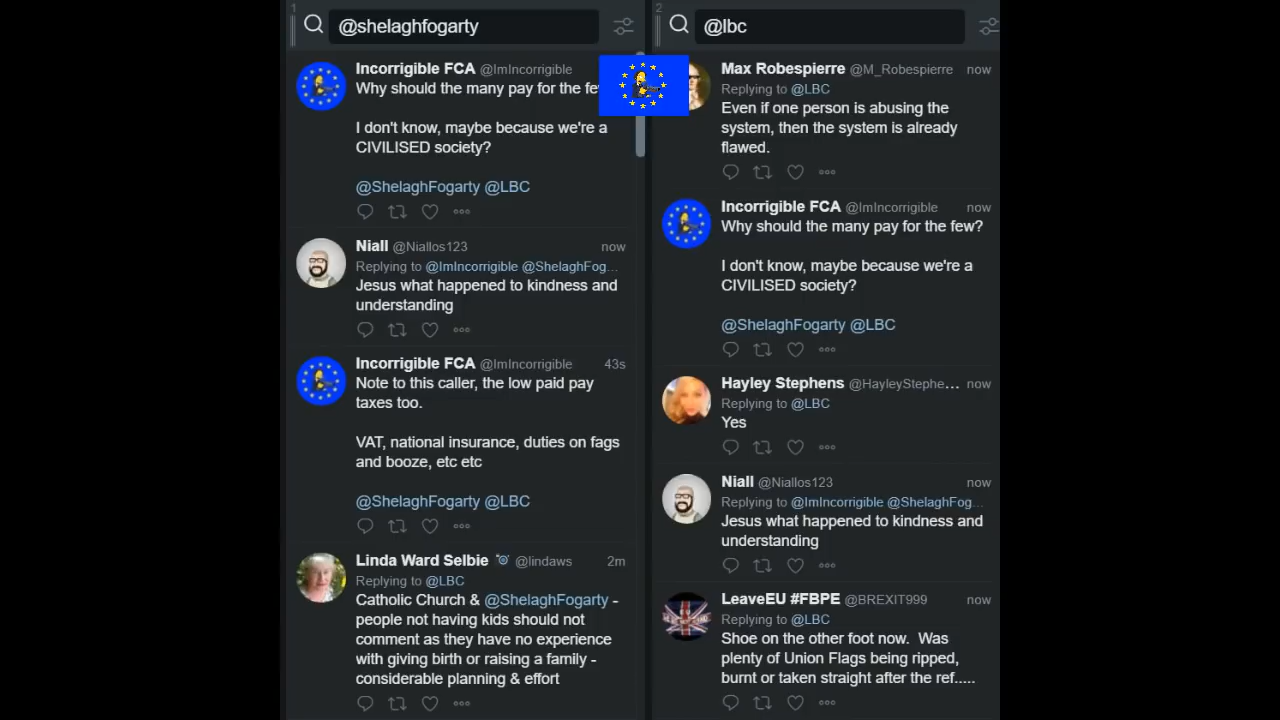 1
@shelaghfogarty
Incorrigible FCA @ImIncorrigible
Why should the many pay for the fe
I don't know, maybe because we're a
CIVILISED society?
@ShelaghFogarty @LBC
Niall @Niallos123 now
Replying to @ImIncorrigible @ShelaghFog...
Jesus what happened to kindness and
understanding
Incorrigible FCA @ImIncorrigible 43s
Note to this caller, the low paid pay
taxes too.
VAT, national insurance, duties on fags
and booze, etc etc
@ShelaghFogarty @LBC
Linda Ward Selbie @lindaws 2m
Replying to @LBC
Catholic Church & @ShelaghFogarty -
people not having kids should not
comment as they have no experience
with giving birth or raising a family -
considerable planning & effort
2
@lbc
Max Robespierre @M_Robespierre now
Replying to @LBC
Even if one person is abusing the
system, then the system is already
flawed.
Incorrigible FCA @ImIncorrigible now
Why should the many pay for the few?
I don't know, maybe because we're a
CIVILISED society?
@ShelaghFogarty @LBC
Hayley Stephens @HayleyStephe... now
Replying to @LBC
Yes
Niall @Niallos123 now
Replying to @ImIncorrigible @ShelaghFog...
Jesus what happened to kindness and
understanding
LeaveEU #FBPE @BREXIT999 now
Replying to @LBC
Shoe on the other foot now. Was
plenty of Union Flags being ripped,
burnt or taken straight after the ref.....